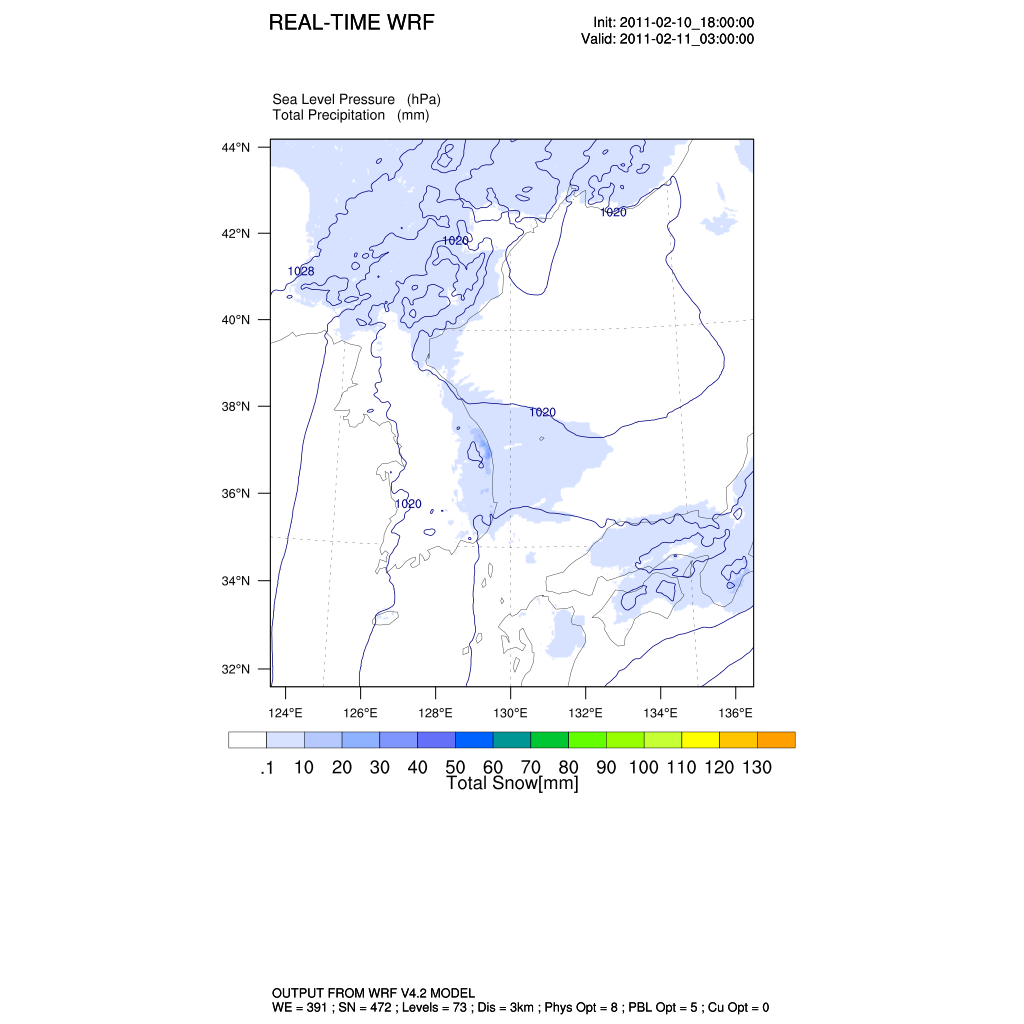 REAL-TIME WRF
Init: 2011-02-10_18:00:00
Valid: 2011-02-11_03:00:00
Sea Level Pressure (hPa)
Total Precipitation (mm)
44°N
42°N
40°N
38°N
36°N
34°N
32°N
1020
1020
1028
1020
1020
124°E 126°E 128°E 130°E 132°E 134°E 136°E
.1 10 20 30 40 50 60 70 80 90 100 110 120 130
Total Snow[mm]
OUTPUT FROM WRF V4.2 MODEL
WE = 391 ; SN = 472 ; Levels = 73 ; Dis = 3km ; Phys Opt = 8 ; PBL Opt = 5 ; Cu Opt = 0